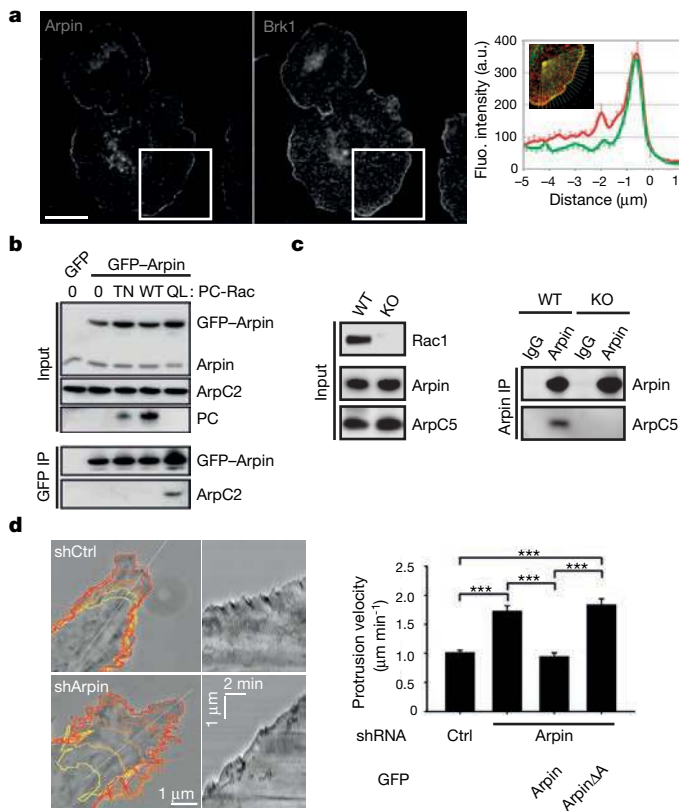 a
Arpin
Brk1
Fluo. intensity (a.u.)
400
300
200
100
0
–5 –4 –3 –2 –1 0 1
Distance (µm)
b
GFP
GFP–Arpin
0 0 TN WT QL : PC-Rac
Input
GFP–Arpin
Arpin
ArpC2
PC
GFP IP
GFP–Arpin
ArpC2
c
WT KO
Input
Rac1
Arpin
ArpC5
WT KO
IgG Arpin IgG Arpin
Arpin IP
Arpin
ArpC5
d
shCtrl
shArpin
2 min
1 µm
1 µm
Protrusion velocity
(µm min⁻¹)
2.5
2.0
1.5
1.0
0.5
0.0
***
*** *** ***
shRNA Ctrl Arpin
GFP Arpin ArpinΔA